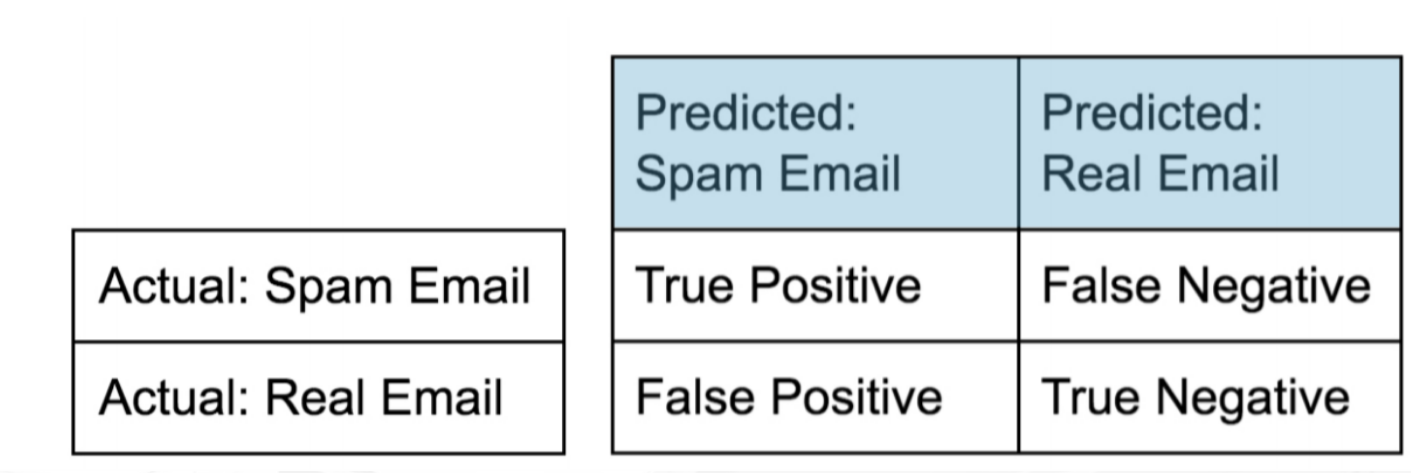 Predicted:
Spam Email
Predicted:
Real Email
Actual: Spam Email
True Positive
False Negative
Actual: Real Email
False Positive
True Negative